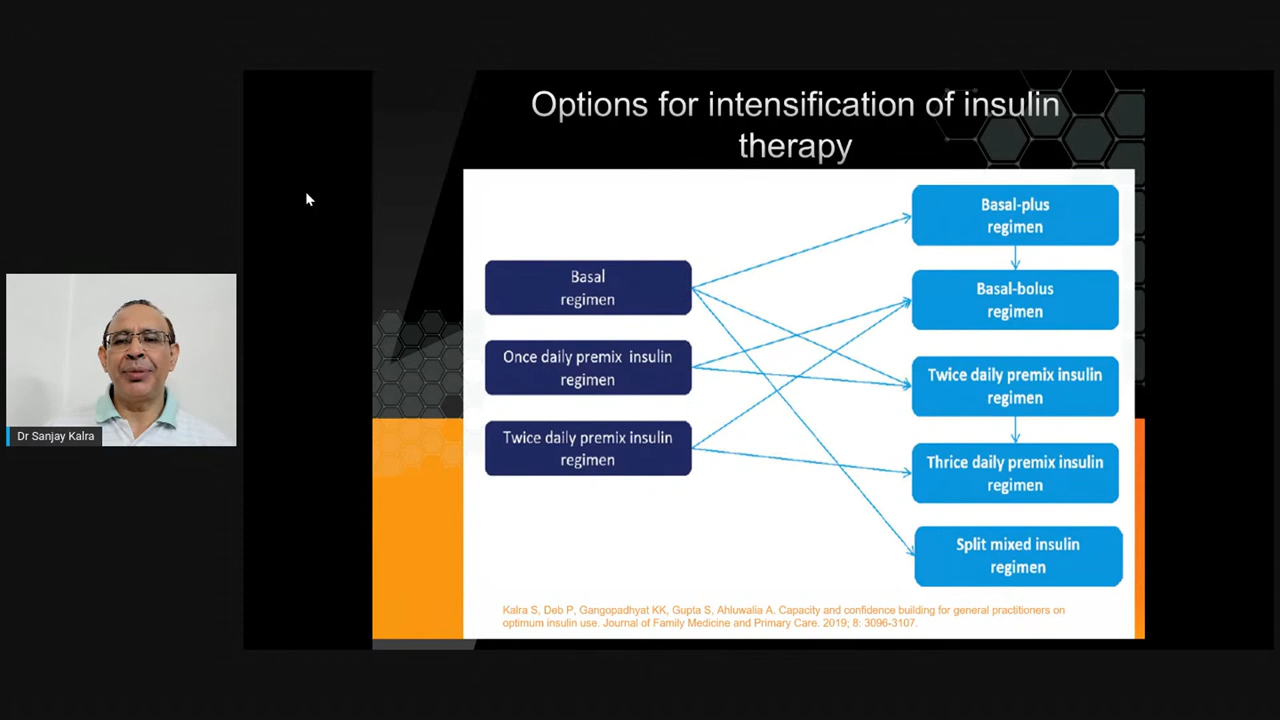 Options for intensification of insulin
therapy
Basal
regimen
Once daily premix insulin
regimen
Twice daily premix insulin
regimen
Basal-plus
regimen
Basal-bolus
regimen
Twice daily premix insulin
regimen
Thrice daily premix insulin
regimen
Split mixed insulin
regimen
Kalra S, Deb P, Gangopadhyat KK, Gupta S, Ahluwalia A. Capacity and confidence building for general practitioners on
optimum insulin use. Journal of Family Medicine and Primary Care. 2019; 8: 3096-3107.
Dr Sanjay Kalra